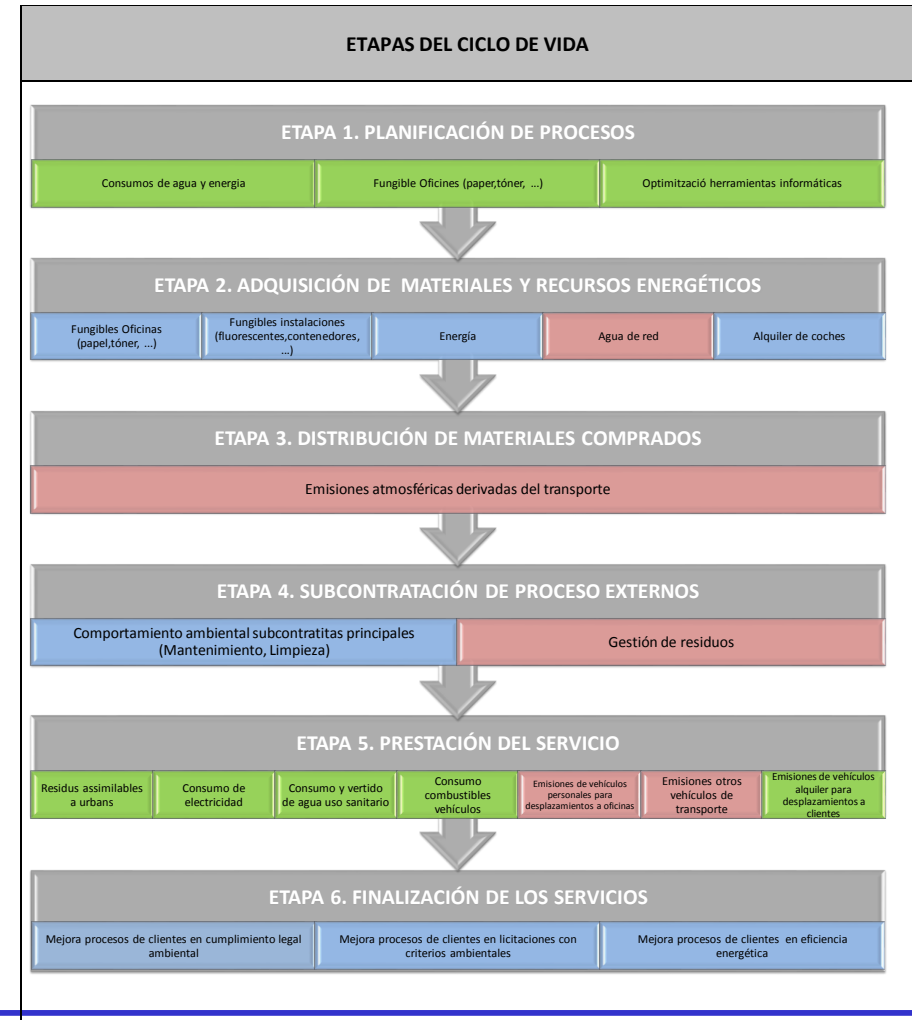 ETAPAS DEL CICLO DE VIDA
ETAPA 1. PLANIFICACIÓN DE PROCESOS
Consumos de agua y energia
Fungible Oficines (paper,tóner, ...)
Optimització herramientas informáticas
ETAPA 2. ADQUISICIÓN DE MATERIALES Y RECURSOS ENERGÉTICOS
Fungibles Oficinas
(papel,tóner, ...)
Fungibles instalaciones
(fluorescentes,contenedores,
...)
Energía
Agua de red
Alquiler de coches
ETAPA 3. DISTRIBUCIÓN DE MATERIALES COMPRADOS
Emisiones atmosféricas derivadas del transporte
ETAPA 4. SUBCONTRATACIÓN DE PROCESO EXTERNOS
Comportamiento ambiental subcontratitas principales
(Mantenimiento, Limpieza)
Gestión de residuos
ETAPA 5. PRESTACIÓN DEL SERVICIO
Residus assimilables
a urbans
Consumo de
electricidad
Consumo y vertido
de agua uso sanitario
Consumo
combustibles
vehículos
Emisiones de vehículos
personales para
desplazamientos a oficinas
Emisiones otros
vehículos de
transporte
Emisiones de vehículos
alquiler para
desplazamientos a
clientes
ETAPA 6. FINALIZACIÓN DE LOS SERVICIOS
Mejora procesos de clientes en cumplimiento legal
ambiental
Mejora procesos de clientes en licitaciones con
criterios ambientales
Mejora procesos de clientes en eficiencia
energética